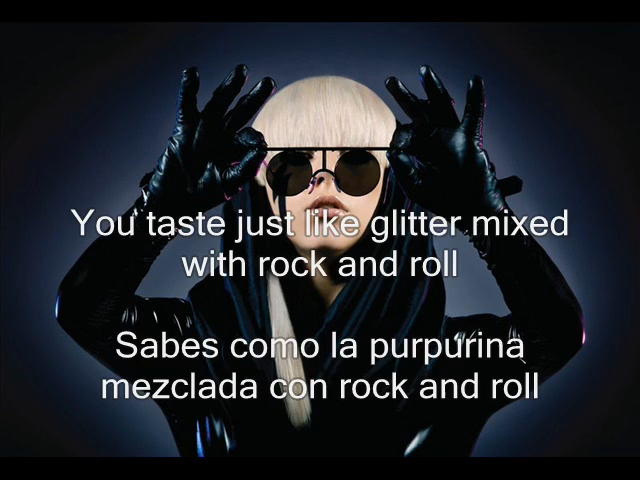 You taste just like glitter mixed
with rock and roll
Sabes como la purpurina
mezclada con rock and roll